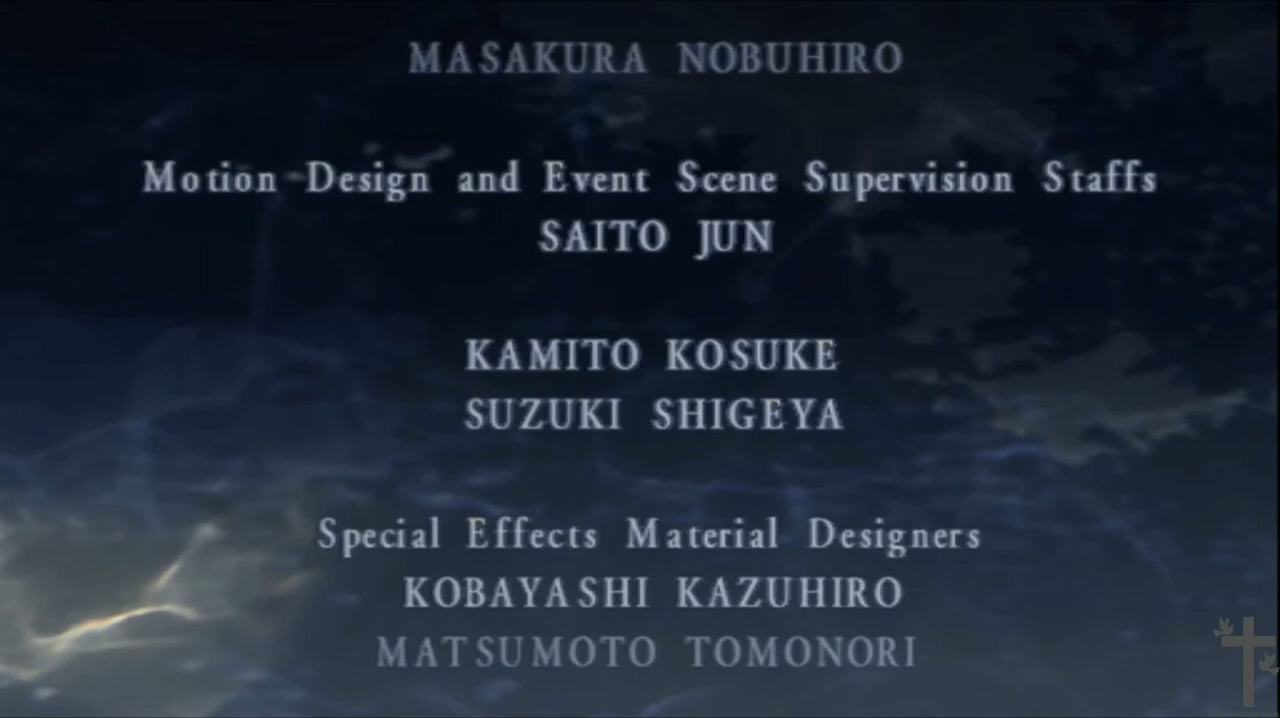 MASAKURA NOBUHIRO
Motion Design and Event Scene Supervision Staffs
SAITO JUN
KAMITO KOSUKE
SUZUKI SHIGEYA
Special Effects Material Designers
KOBAYASHI KAZUHIRO
MATSUMOTO TOMONORI